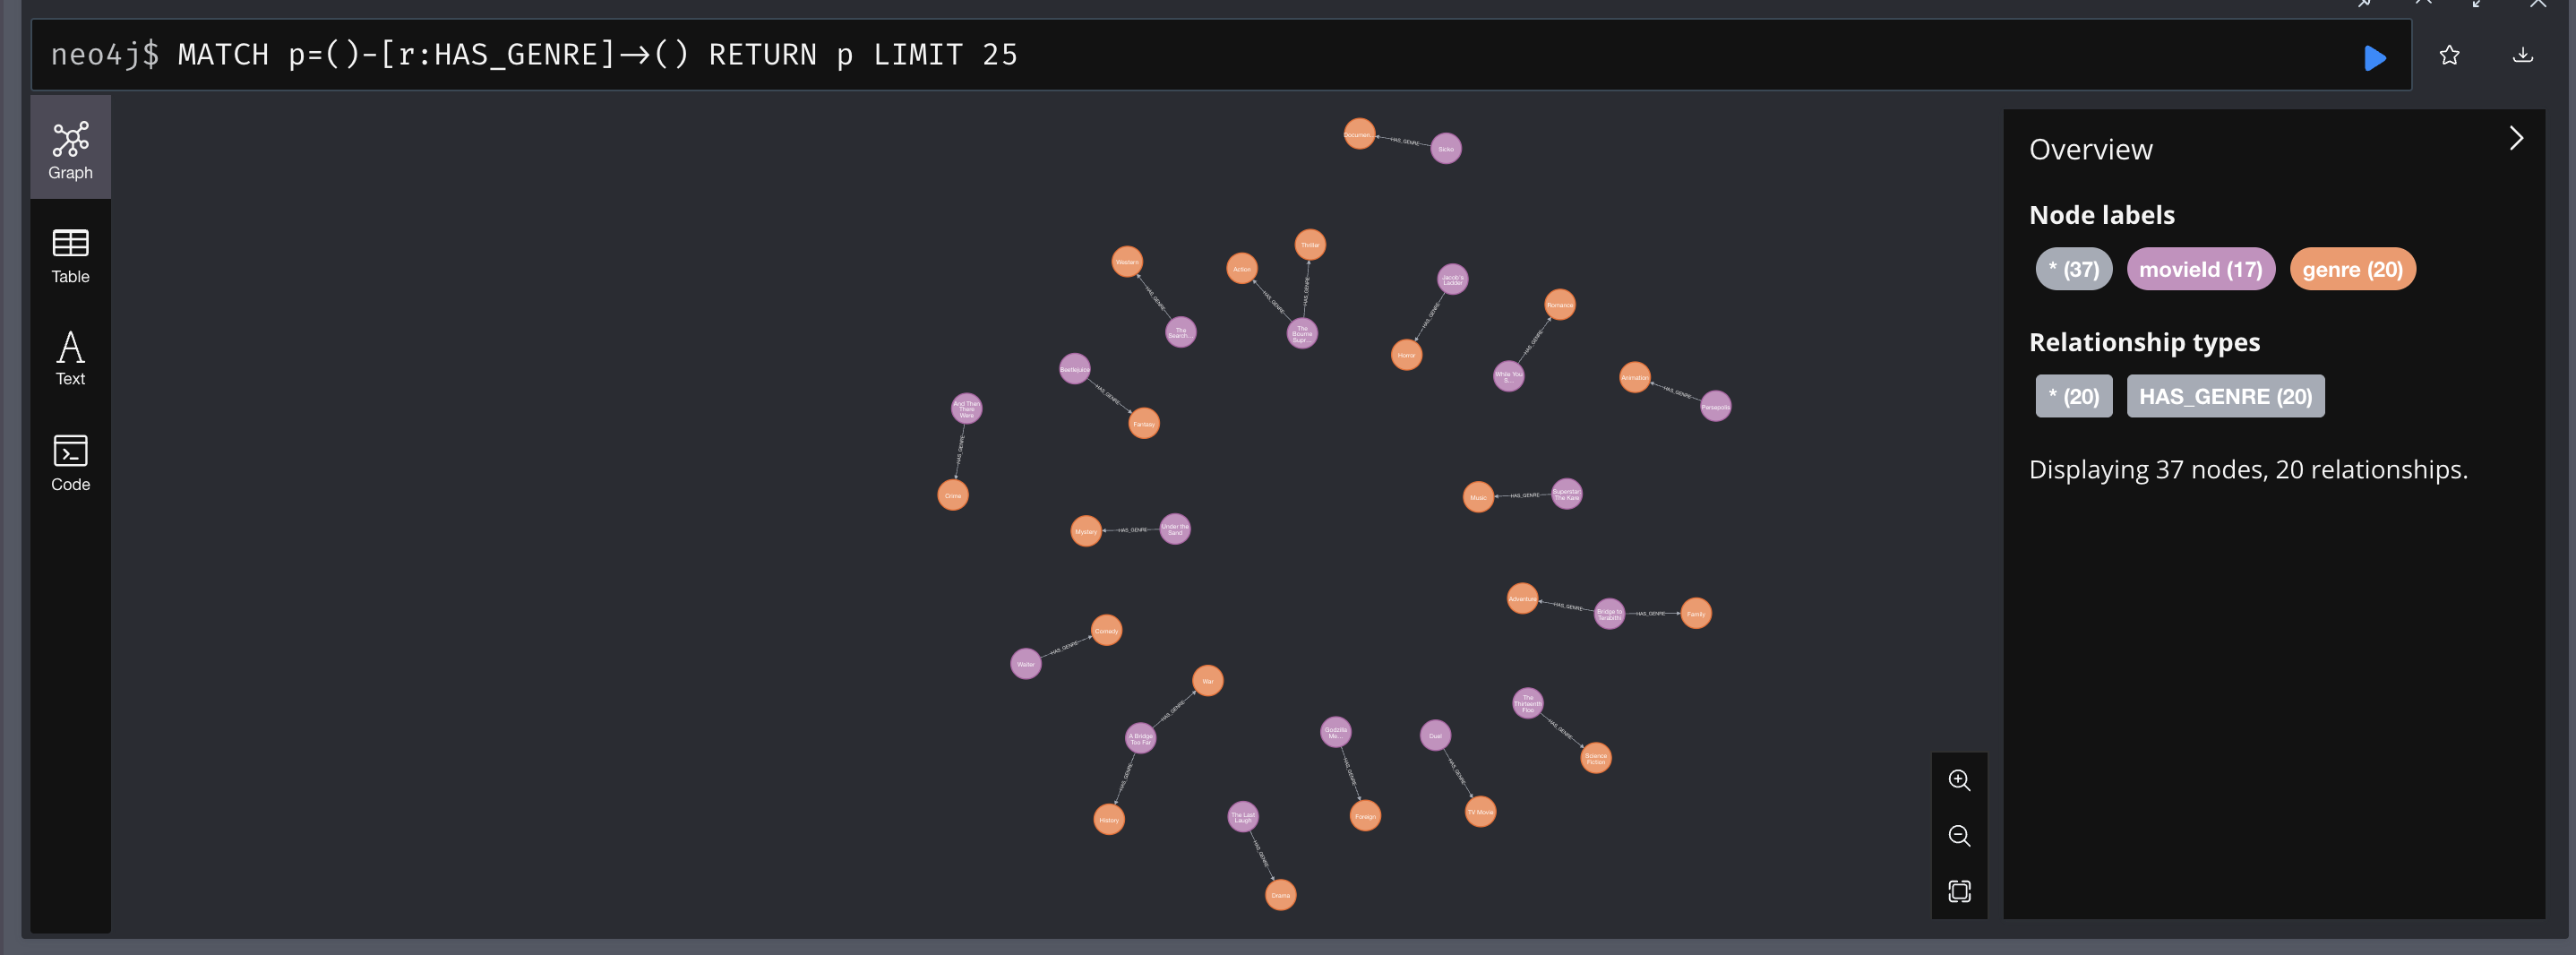 neo4j$ MATCH p=()-[r:HAS_GENRE]->() RETURN p LIMIT 25
Graph
Table
Text
Code
Overview
Node labels
* (37) movieId (17) genre (20)
Relationship types
* (20) HAS_GENRE (20)
Displaying 37 nodes, 20 relationships.
Documen...
HAS_GENRE
Sicko
Western
HAS_GENRE
The
Search...
Action
HAS_GENRE
Thriller
HAS_GENRE
The
Bourne
Supr...
Jacob's
Ladder
HAS_GENRE
Horror
Romance
HAS_GENRE
While You
S...
Animation
HAS_GENRE
Persepolis
Beetlejuice
HAS_GENRE
Fantasy
And Then
There
Were
HAS_GENRE
Crime
Mystery
HAS_GENRE
Under the
Sand
Music
HAS_GENRE
Superstar:
The Kare
Adventure
HAS_GENRE
Bridge to
Terabithi
HAS_GENRE
Family
Comedy
HAS_GENRE
Walter
War
HAS_GENRE
A Bridge
Too Far
HAS_GENRE
History
The Last
Laugh
HAS_GENRE
Drama
Godzilla
Me...
HAS_GENRE
Foreign
Duel
HAS_GENRE
TV Movie
The
Thirteenth
Floo
HAS_GENRE
Science
Fiction